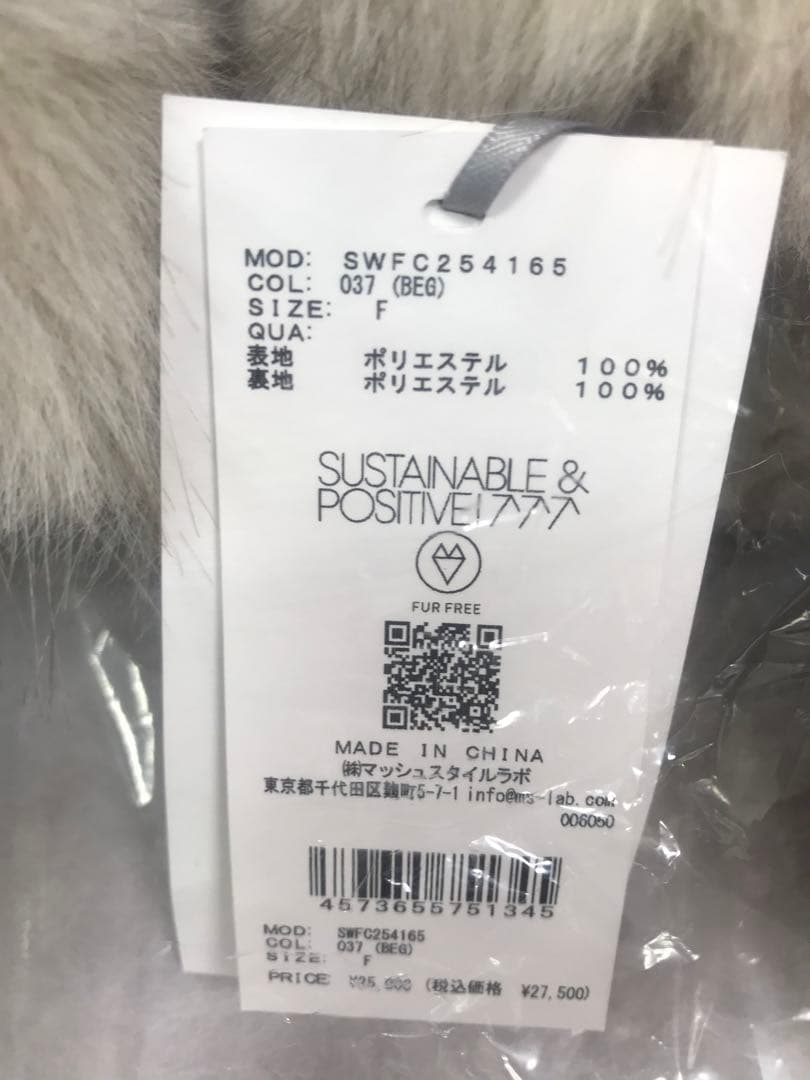 MOD: SWFC254165
COL: 037 (BEG)
SIZE: F
QUA:
表地 ポリエステル 100%
裏地 ポリエステル 100%
SUSTAINABLE &
POSITIVE!
FUR FREE
MADE IN CHINA
㈱マッシュスタイルラボ
東京都千代田区麹町5-7-1 info@ms-lab.com
006050
4573655751345
MOD: SWFC254165
COL: 037 (BEG)
SIZE: F
PRICE (税込価格 ¥27,500)